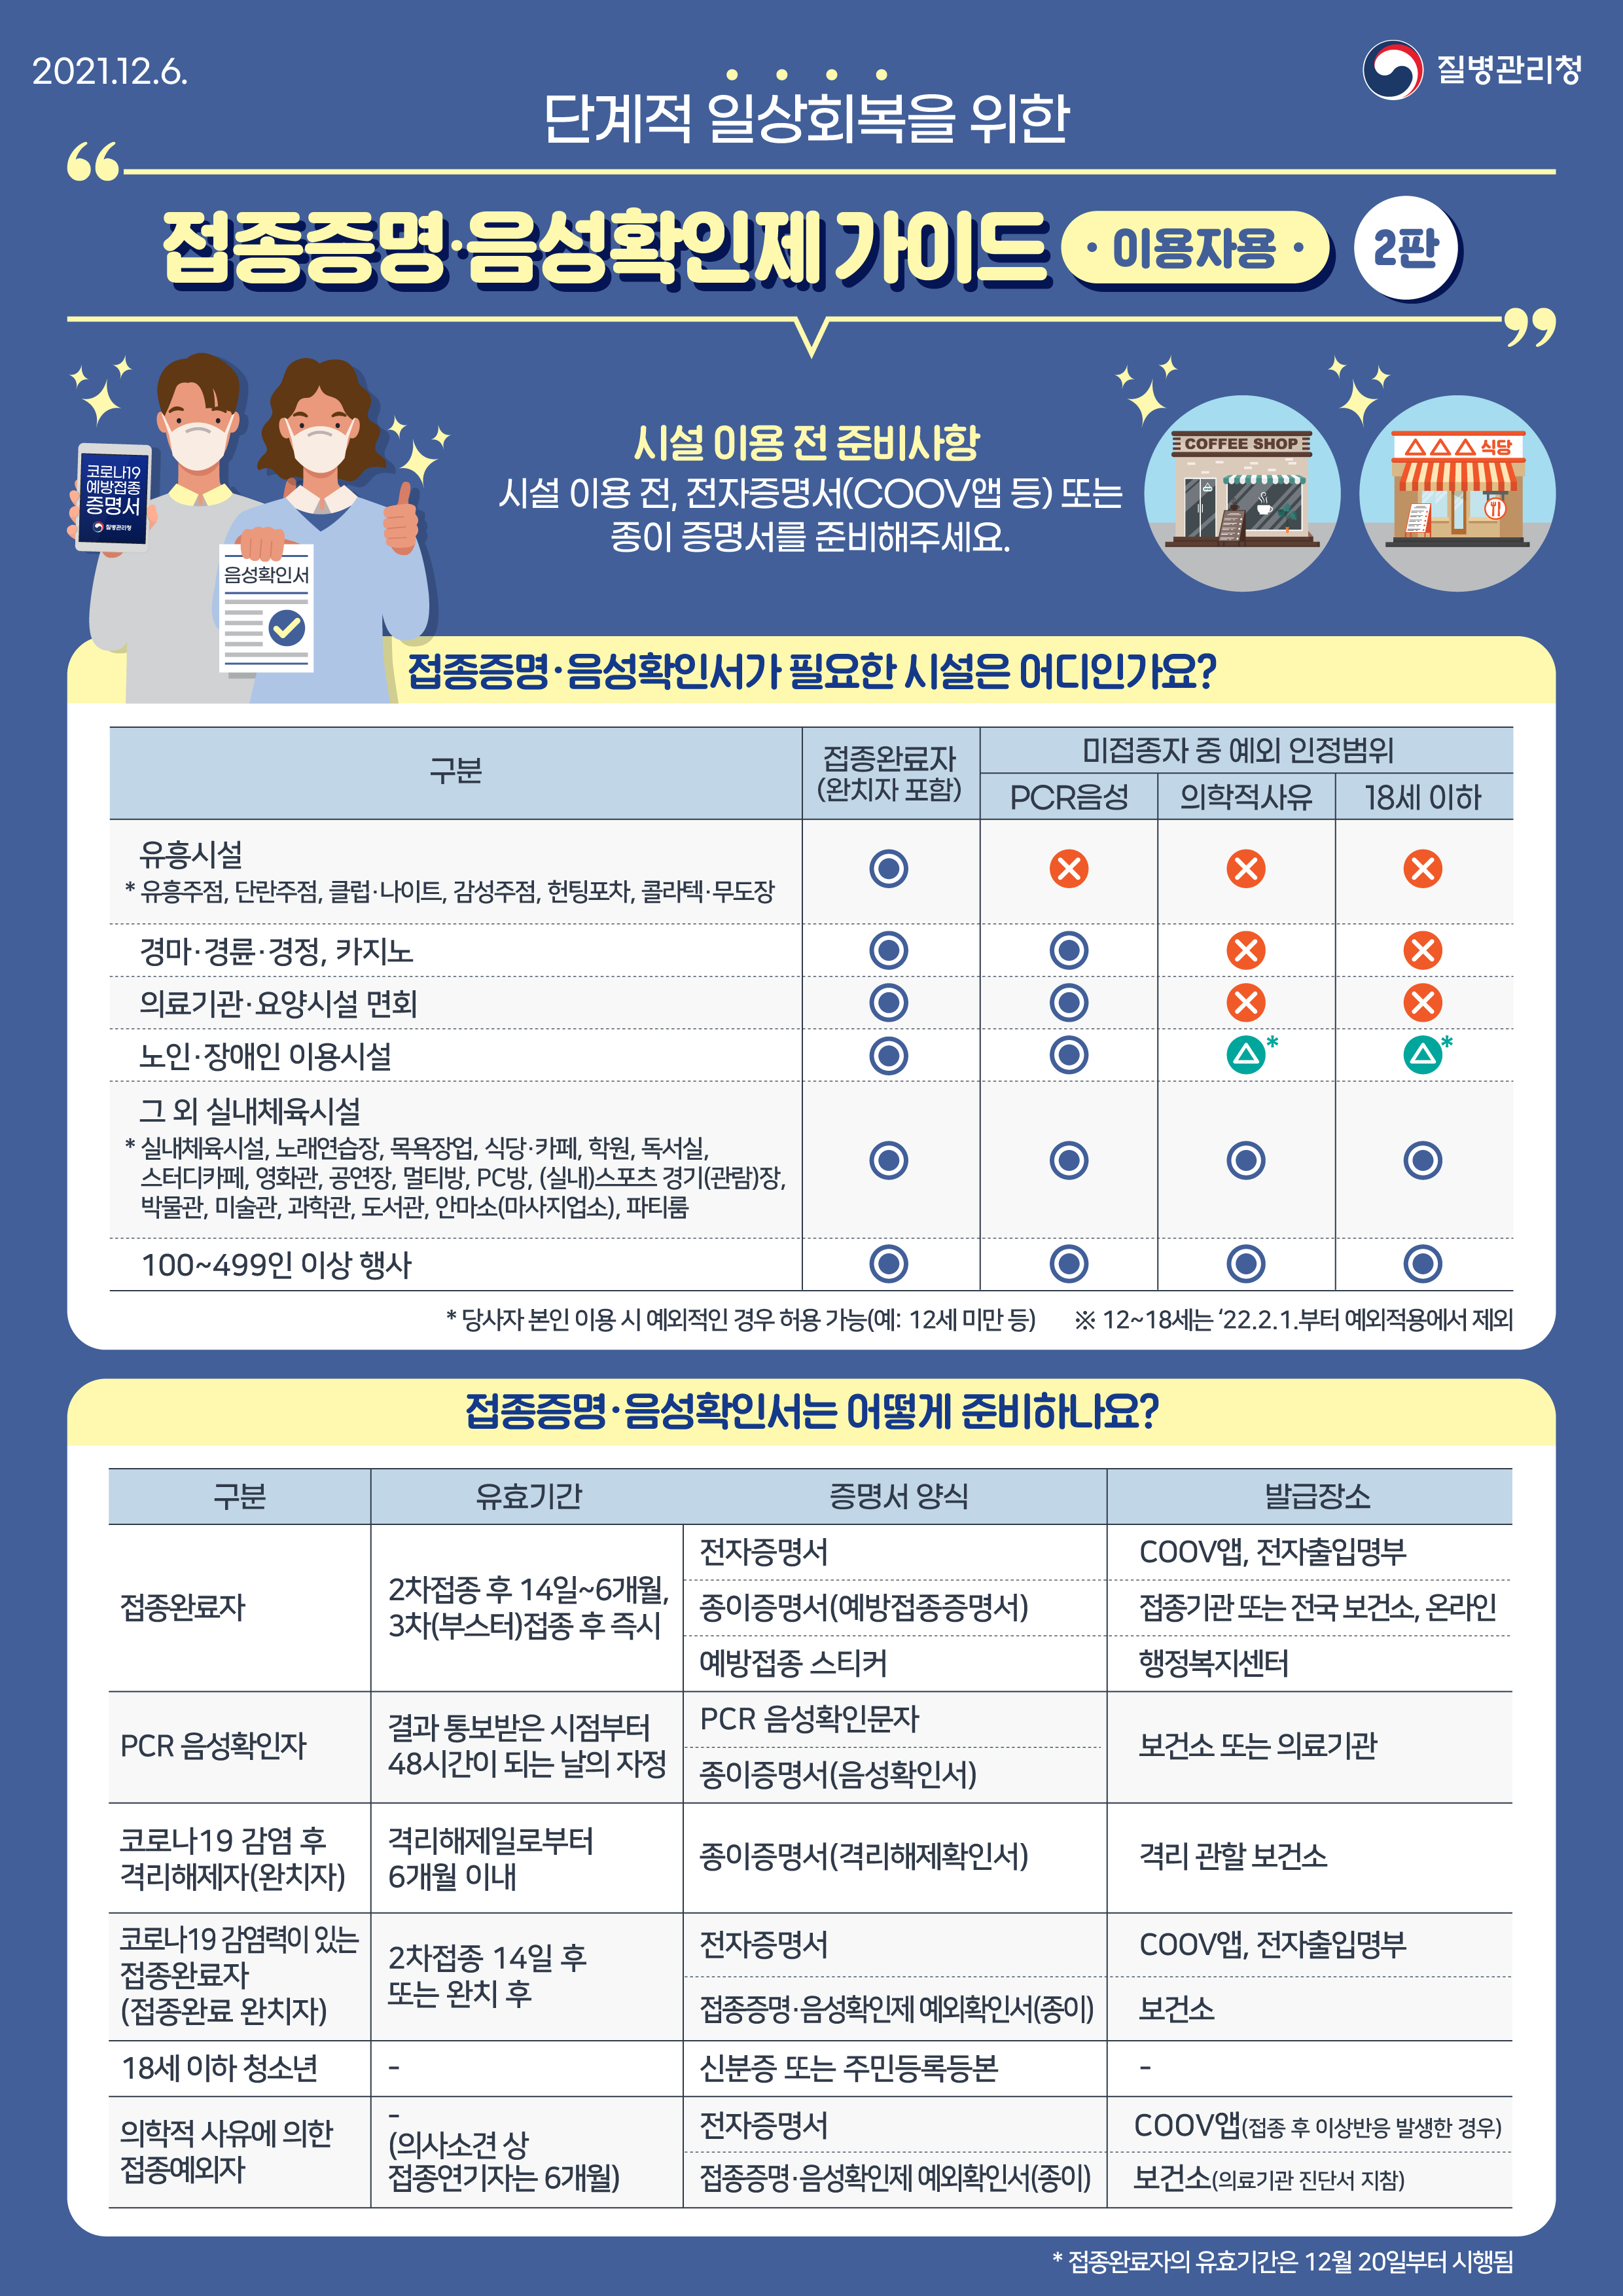 2021.12.6.
질병관리청
단계적 일상회복을 위한
“
접종증명·음성확인제 가이드 · 이용자용 · 2판
”
코로나19
예방접종
증명서
질병관리청
음성확인서
시설 이용 전 준비사항
시설 이용 전, 전자증명서(COOV앱 등) 또는
종이 증명서를 준비해주세요.
COFFEE SHOP
△△△ 식당
접종증명·음성확인서가 필요한 시설은 어디인가요?
구분
접종완료자
(완치자 포함)
미접종자 중 예외 인정범위
PCR음성
의학적사유
18세 이하
유흥시설
* 유흥주점, 단란주점, 클럽·나이트, 감성주점, 헌팅포차, 콜라텍·무도장
경마·경륜·경정, 카지노
의료기관·요양시설 면회
노인·장애인 이용시설
* *
그 외 실내체육시설
* 실내체육시설, 노래연습장, 목욕장업, 식당·카페, 학원, 독서실,
스터디카페, 영화관, 공연장, 멀티방, PC방, (실내)스포츠 경기(관람)장,
박물관, 미술관, 과학관, 도서관, 안마소(마사지업소), 파티룸
100~499인 이상 행사
* 당사자 본인 이용 시 예외적인 경우 허용 가능(예: 12세 미만 등) ※ 12~18세는 ‘22.2.1.부터 예외적용에서 제외
접종증명·음성확인서는 어떻게 준비하나요?
구분 유효기간 증명서 양식 발급장소
접종완료자
2차접종 후 14일~6개월,
3차(부스터)접종 후 즉시
전자증명서 COOV앱, 전자출입명부
종이증명서(예방접종증명서) 접종기관 또는 전국 보건소, 온라인
예방접종 스티커 행정복지센터
PCR 음성확인자
결과 통보받은 시점부터
48시간이 되는 날의 자정
PCR 음성확인문자
종이증명서(음성확인서)
보건소 또는 의료기관
코로나19 감염 후
격리해제자(완치자)
격리해제일로부터
6개월 이내
종이증명서(격리해제확인서)
격리 관할 보건소
코로나19 감염력이 있는
접종완료자
(접종완료 완치자)
2차접종 14일 후
또는 완치 후
전자증명서 COOV앱, 전자출입명부
접종증명·음성확인제 예외확인서(종이) 보건소
18세 이하 청소년 - 신분증 또는 주민등록등본 -
의학적 사유에 의한
접종예외자
-
(의사소견 상
접종연기자는 6개월)
전자증명서 COOV앱(접종 후 이상반응 발생한 경우)
접종증명·음성확인제 예외확인서(종이) 보건소(의료기관 진단서 지참)
* 접종완료자의 유효기간은 12월 20일부터 시행됨